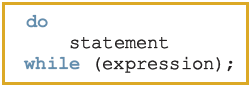 do
    statement
while (expression);